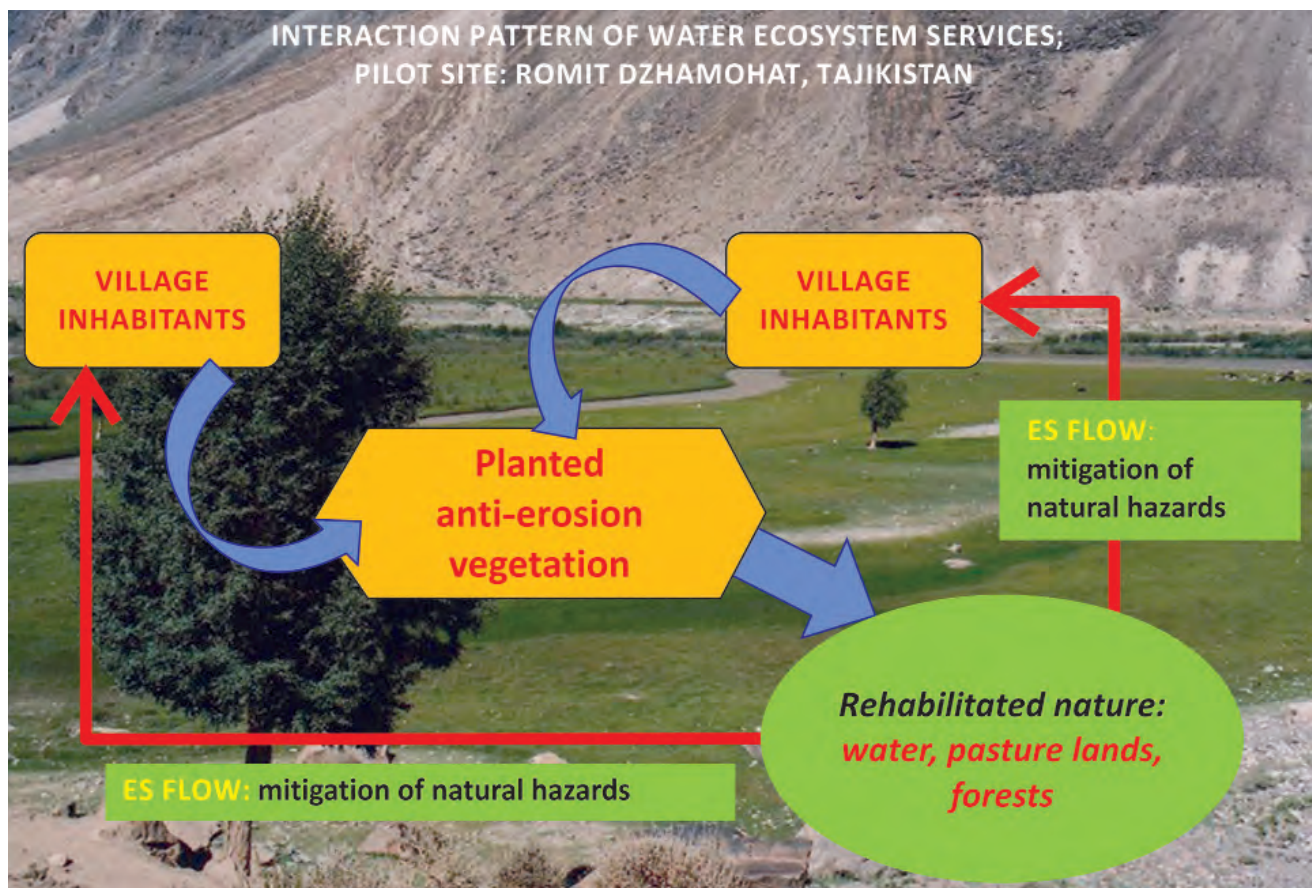 INTERACTION PATTERN OF WATER ECOSYSTEM SERVICES;
PILOT SITE: ROMIT DZHAMOHAT, TAJIKISTAN
VILLAGE
INHABITANTS
VILLAGE
INHABITANTS
Planted
anti-erosion
vegetation
ES FLOW:
mitigation of
natural hazards
Rehabilitated nature:
water, pasture lands,
forests
ES FLOW: mitigation of natural hazards